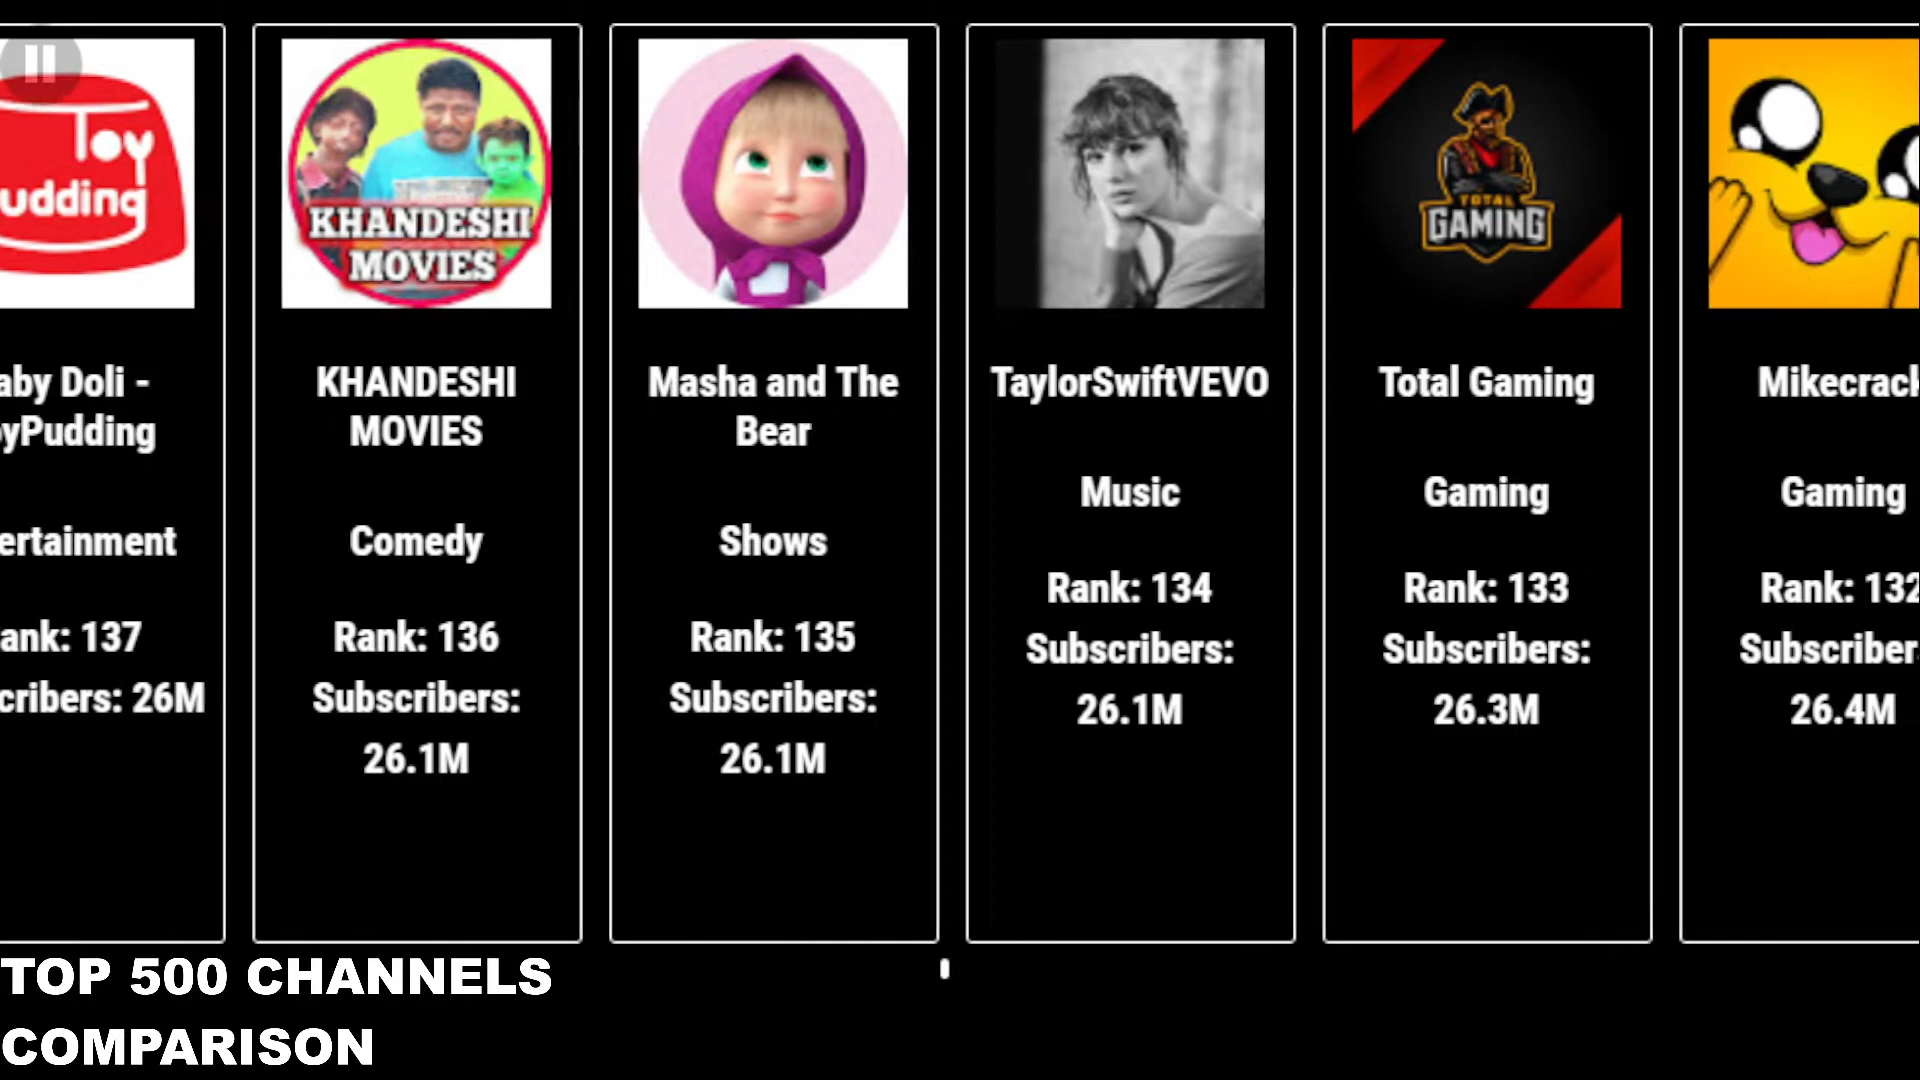 Toy
udding
aby Doli -
yPudding
ertainment
ank: 137
cribers: 26M
KHANDESHI
MOVIES
KHANDESHI
MOVIES
Comedy
Rank: 136
Subscribers:
26.1M
Masha and The
Bear
Shows
Rank: 135
Subscribers:
26.1M
TaylorSwiftVEVO
Music
Rank: 134
Subscribers:
26.1M
TOTAL
GAMING
Total Gaming
Gaming
Rank: 133
Subscribers:
26.3M
Mikecrack
Gaming
Rank: 132
Subscriber
26.4M
TOP 500 CHANNELS
COMPARISON